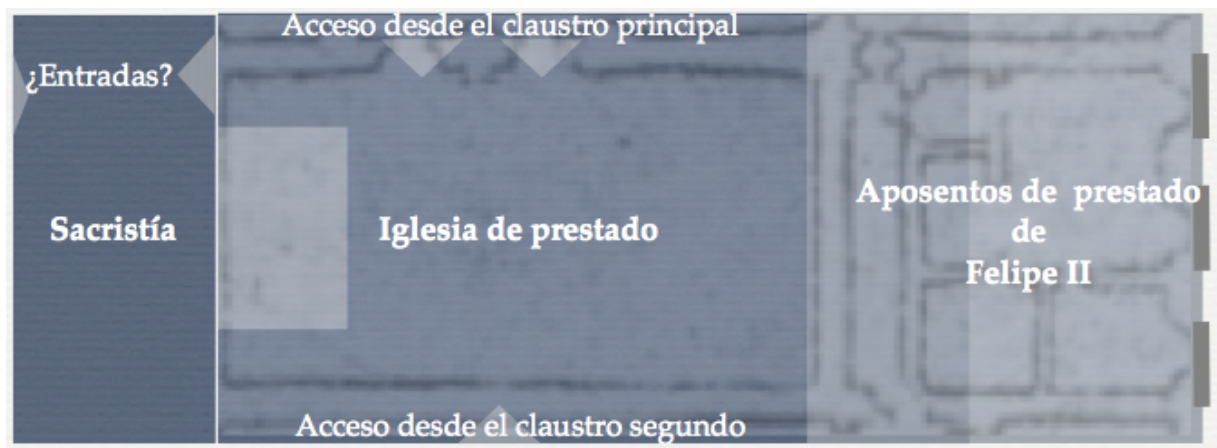 Acceso desde el claustro principal
¿Entradas?
Sacristía
Iglesia de prestado
Aposentos de prestado
de
Felipe II
Acceso desde el claustro segundo